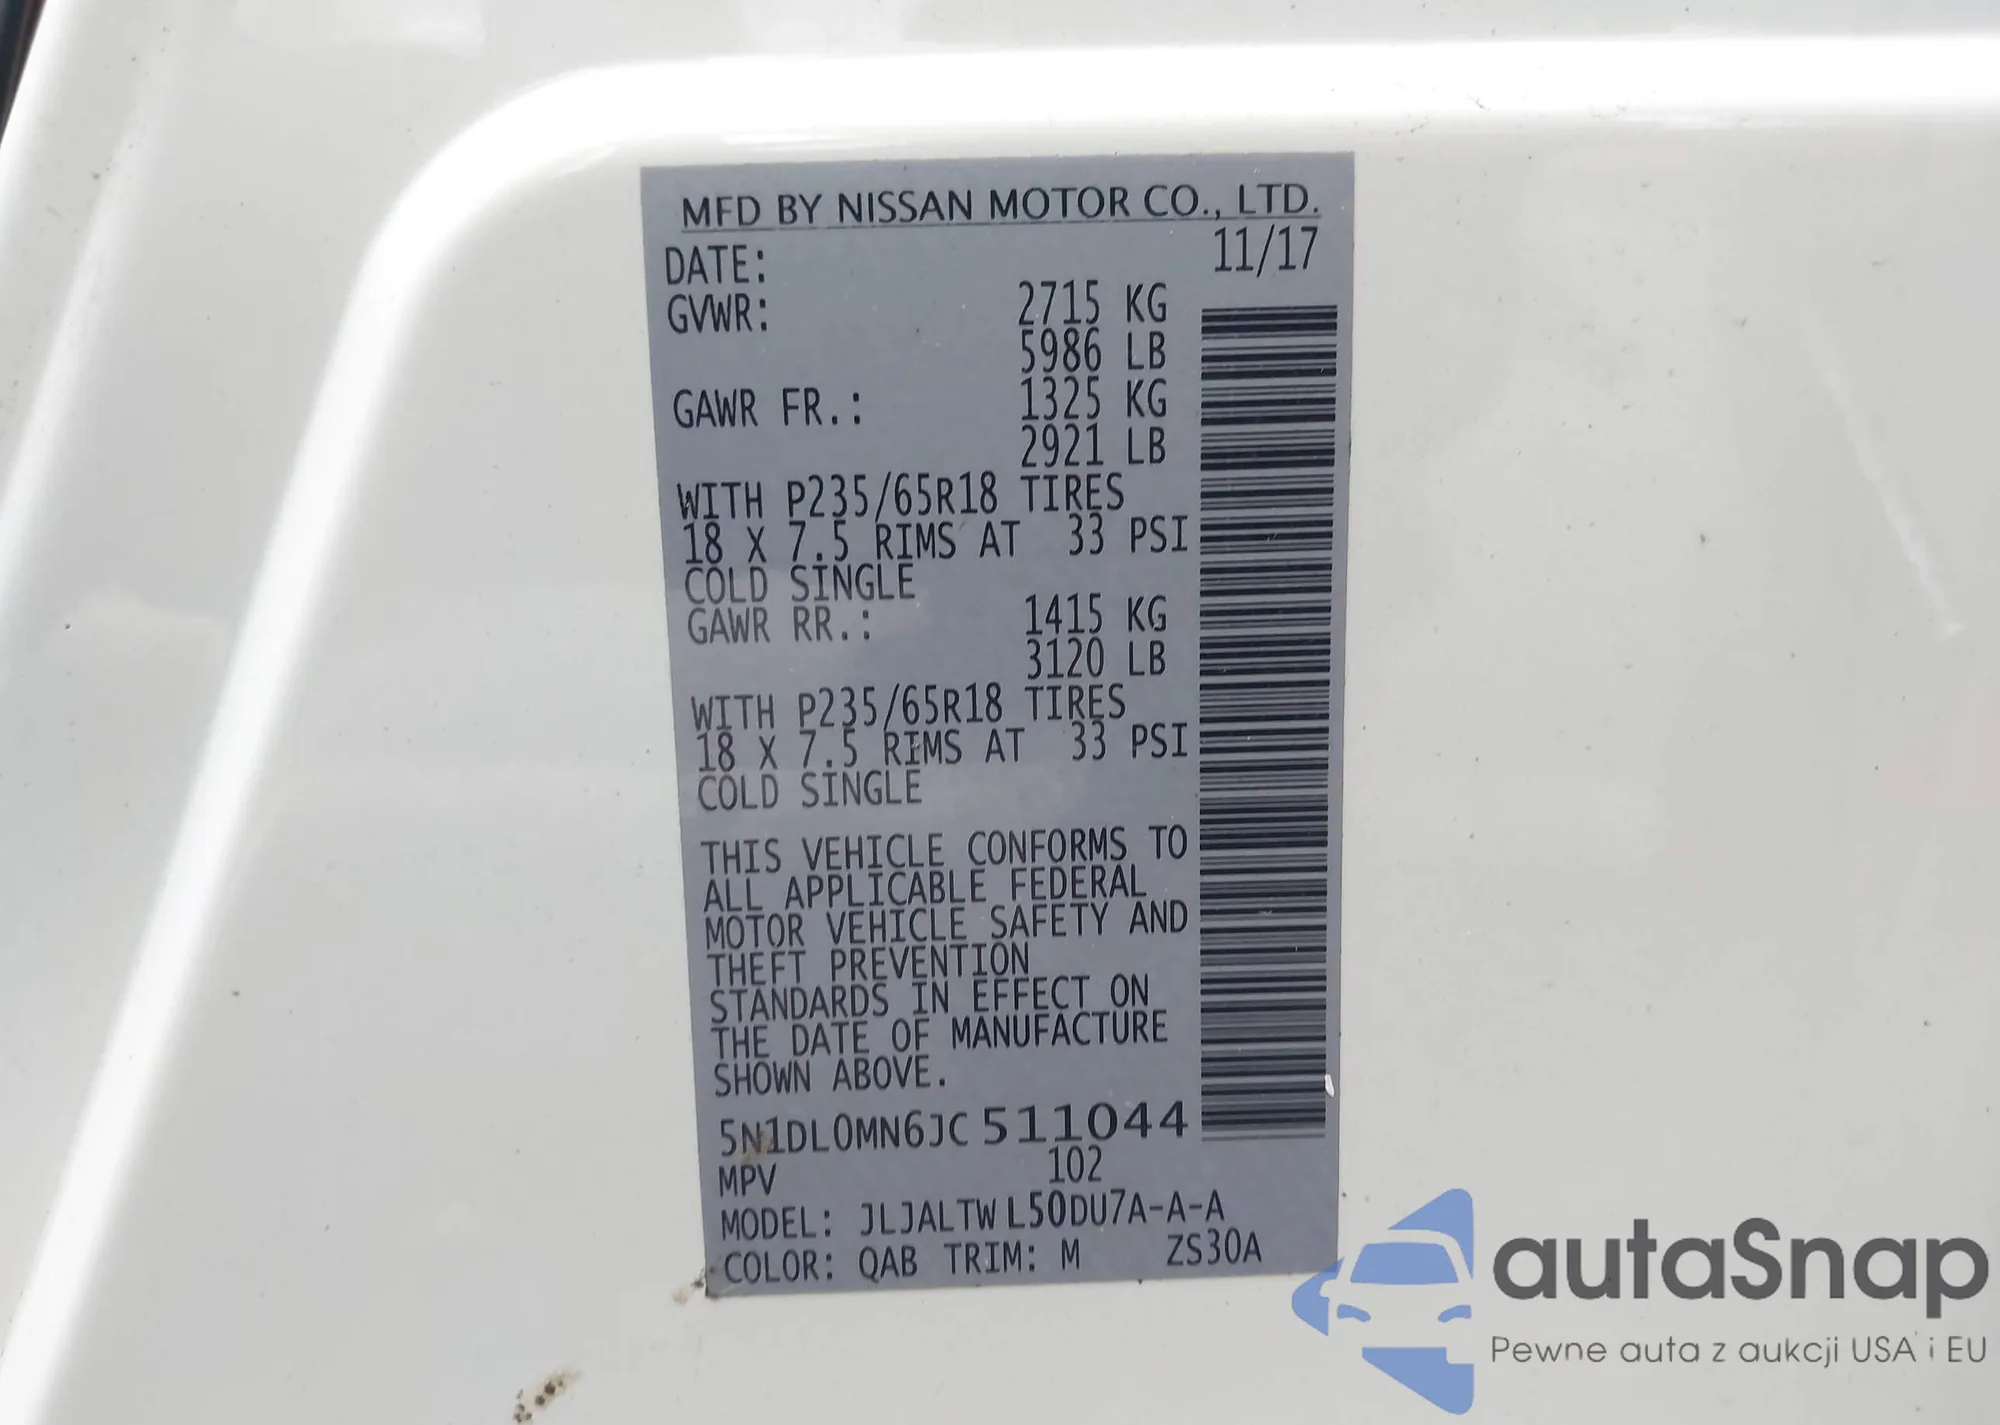 MFD BY NISSAN MOTOR CO., LTD.
DATE: 11/17
GVWR: 2715 KG
5986 LB
GAWR FR.: 1325 KG
2921 LB
WITH P235/65R18 TIRES
18 X 7.5 RIMS AT 33 PSI
COLD SINGLE
GAWR RR.: 1415 KG
3120 LB
WITH P235/65R18 TIRES
18 X 7.5 RIMS AT 33 PSI
COLD SINGLE
THIS VEHICLE CONFORMS TO
ALL APPLICABLE FEDERAL
MOTOR VEHICLE SAFETY AND
THEFT PREVENTION
STANDARDS IN EFFECT ON
THE DATE OF MANUFACTURE
SHOWN ABOVE.
5N1DL0MN6JC511044
MPV 102
MODEL: JLJALTWL50DU7A-A-A
COLOR: QAB TRIM: M ZS30A
autaSnap
Pewne auta z aukcji USA i EU